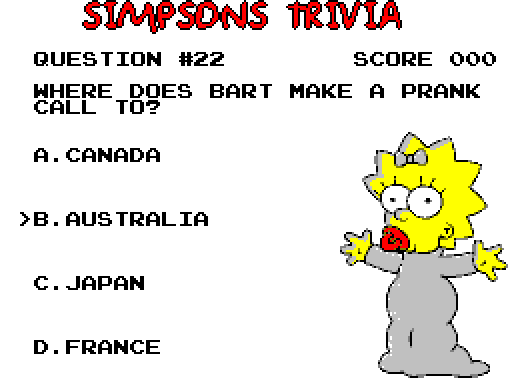 SIMPSONS TRIVIA
QUESTION #22 SCORE 000
WHERE DOES BART MAKE A PRANK
CALL TO?
A.CANADA
>B.AUSTRALIA
C.JAPAN
D.FRANCE